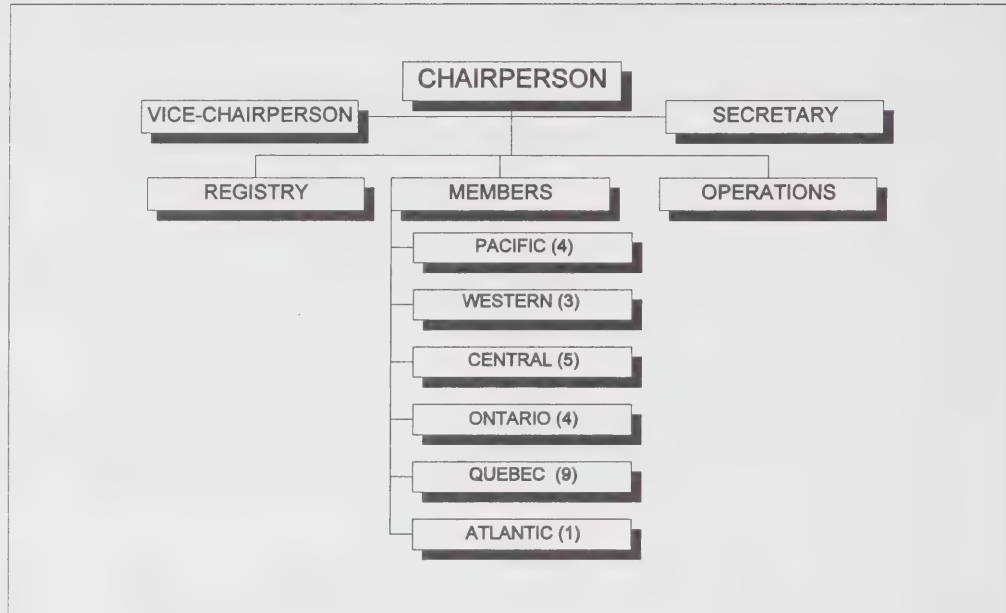 CHAIRPERSON
VICE-CHAIRPERSON
SECRETARY
REGISTRY
MEMBERS
OPERATIONS
PACIFIC (4)
WESTERN (3)
CENTRAL (5)
ONTARIO (4)
QUEBEC (9)
ATLANTIC (1)